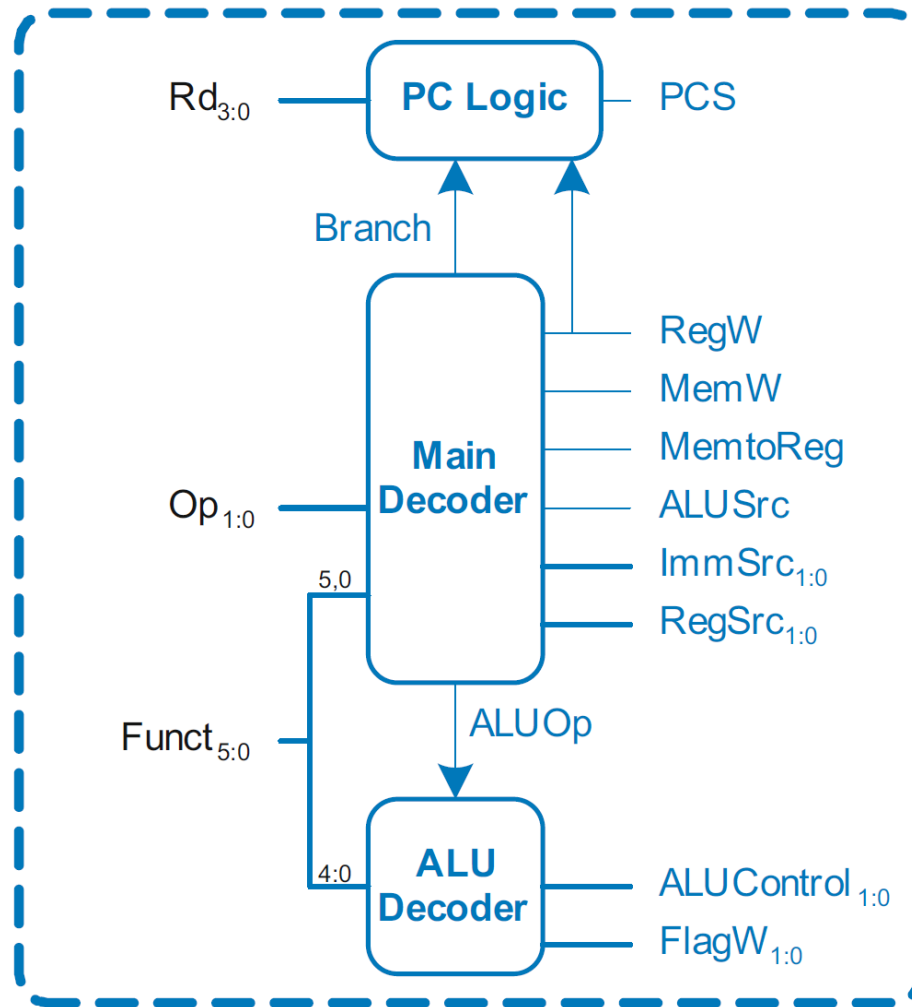 Rd3:0
PC Logic
PCS
Branch
RegW
MemW
MemtoReg
Main
Decoder
ALUSrc
Op1:0
ImmSrc1:0
5,0
RegSrc1:0
ALUOp
Funct5:0
ALU
Decoder
4:0
ALUControl1:0
FlagW1:0